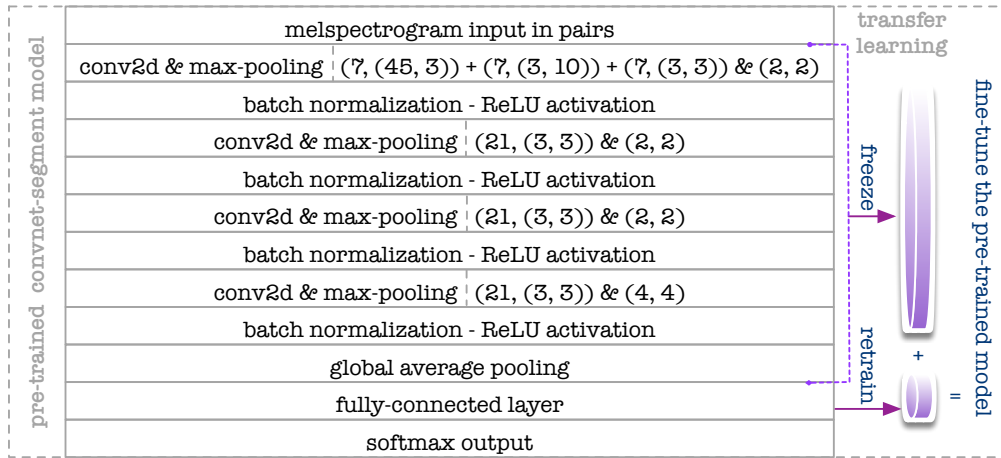 pre-trained convnet-segment model
melspectrogram input in pairs
conv2d & max-pooling (7, (45, 3)) + (7, (3, 10)) + (7, (3, 3)) & (2, 2)
batch normalization - ReLU activation
conv2d & max-pooling (21, (3, 3)) & (2, 2)
batch normalization - ReLU activation
conv2d & max-pooling (21, (3, 3)) & (2, 2)
batch normalization - ReLU activation
conv2d & max-pooling (21, (3, 3)) & (4, 4)
batch normalization - ReLU activation
global average pooling
fully-connected layer
softmax output
transfer
learning
freeze
retrain
+
=
fine-tune the pre-trained model